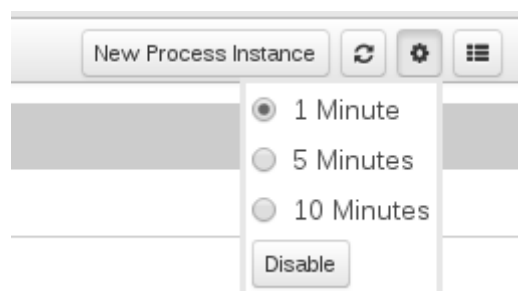 New Process Instance
1 Minute
5 Minutes
10 Minutes
Disable